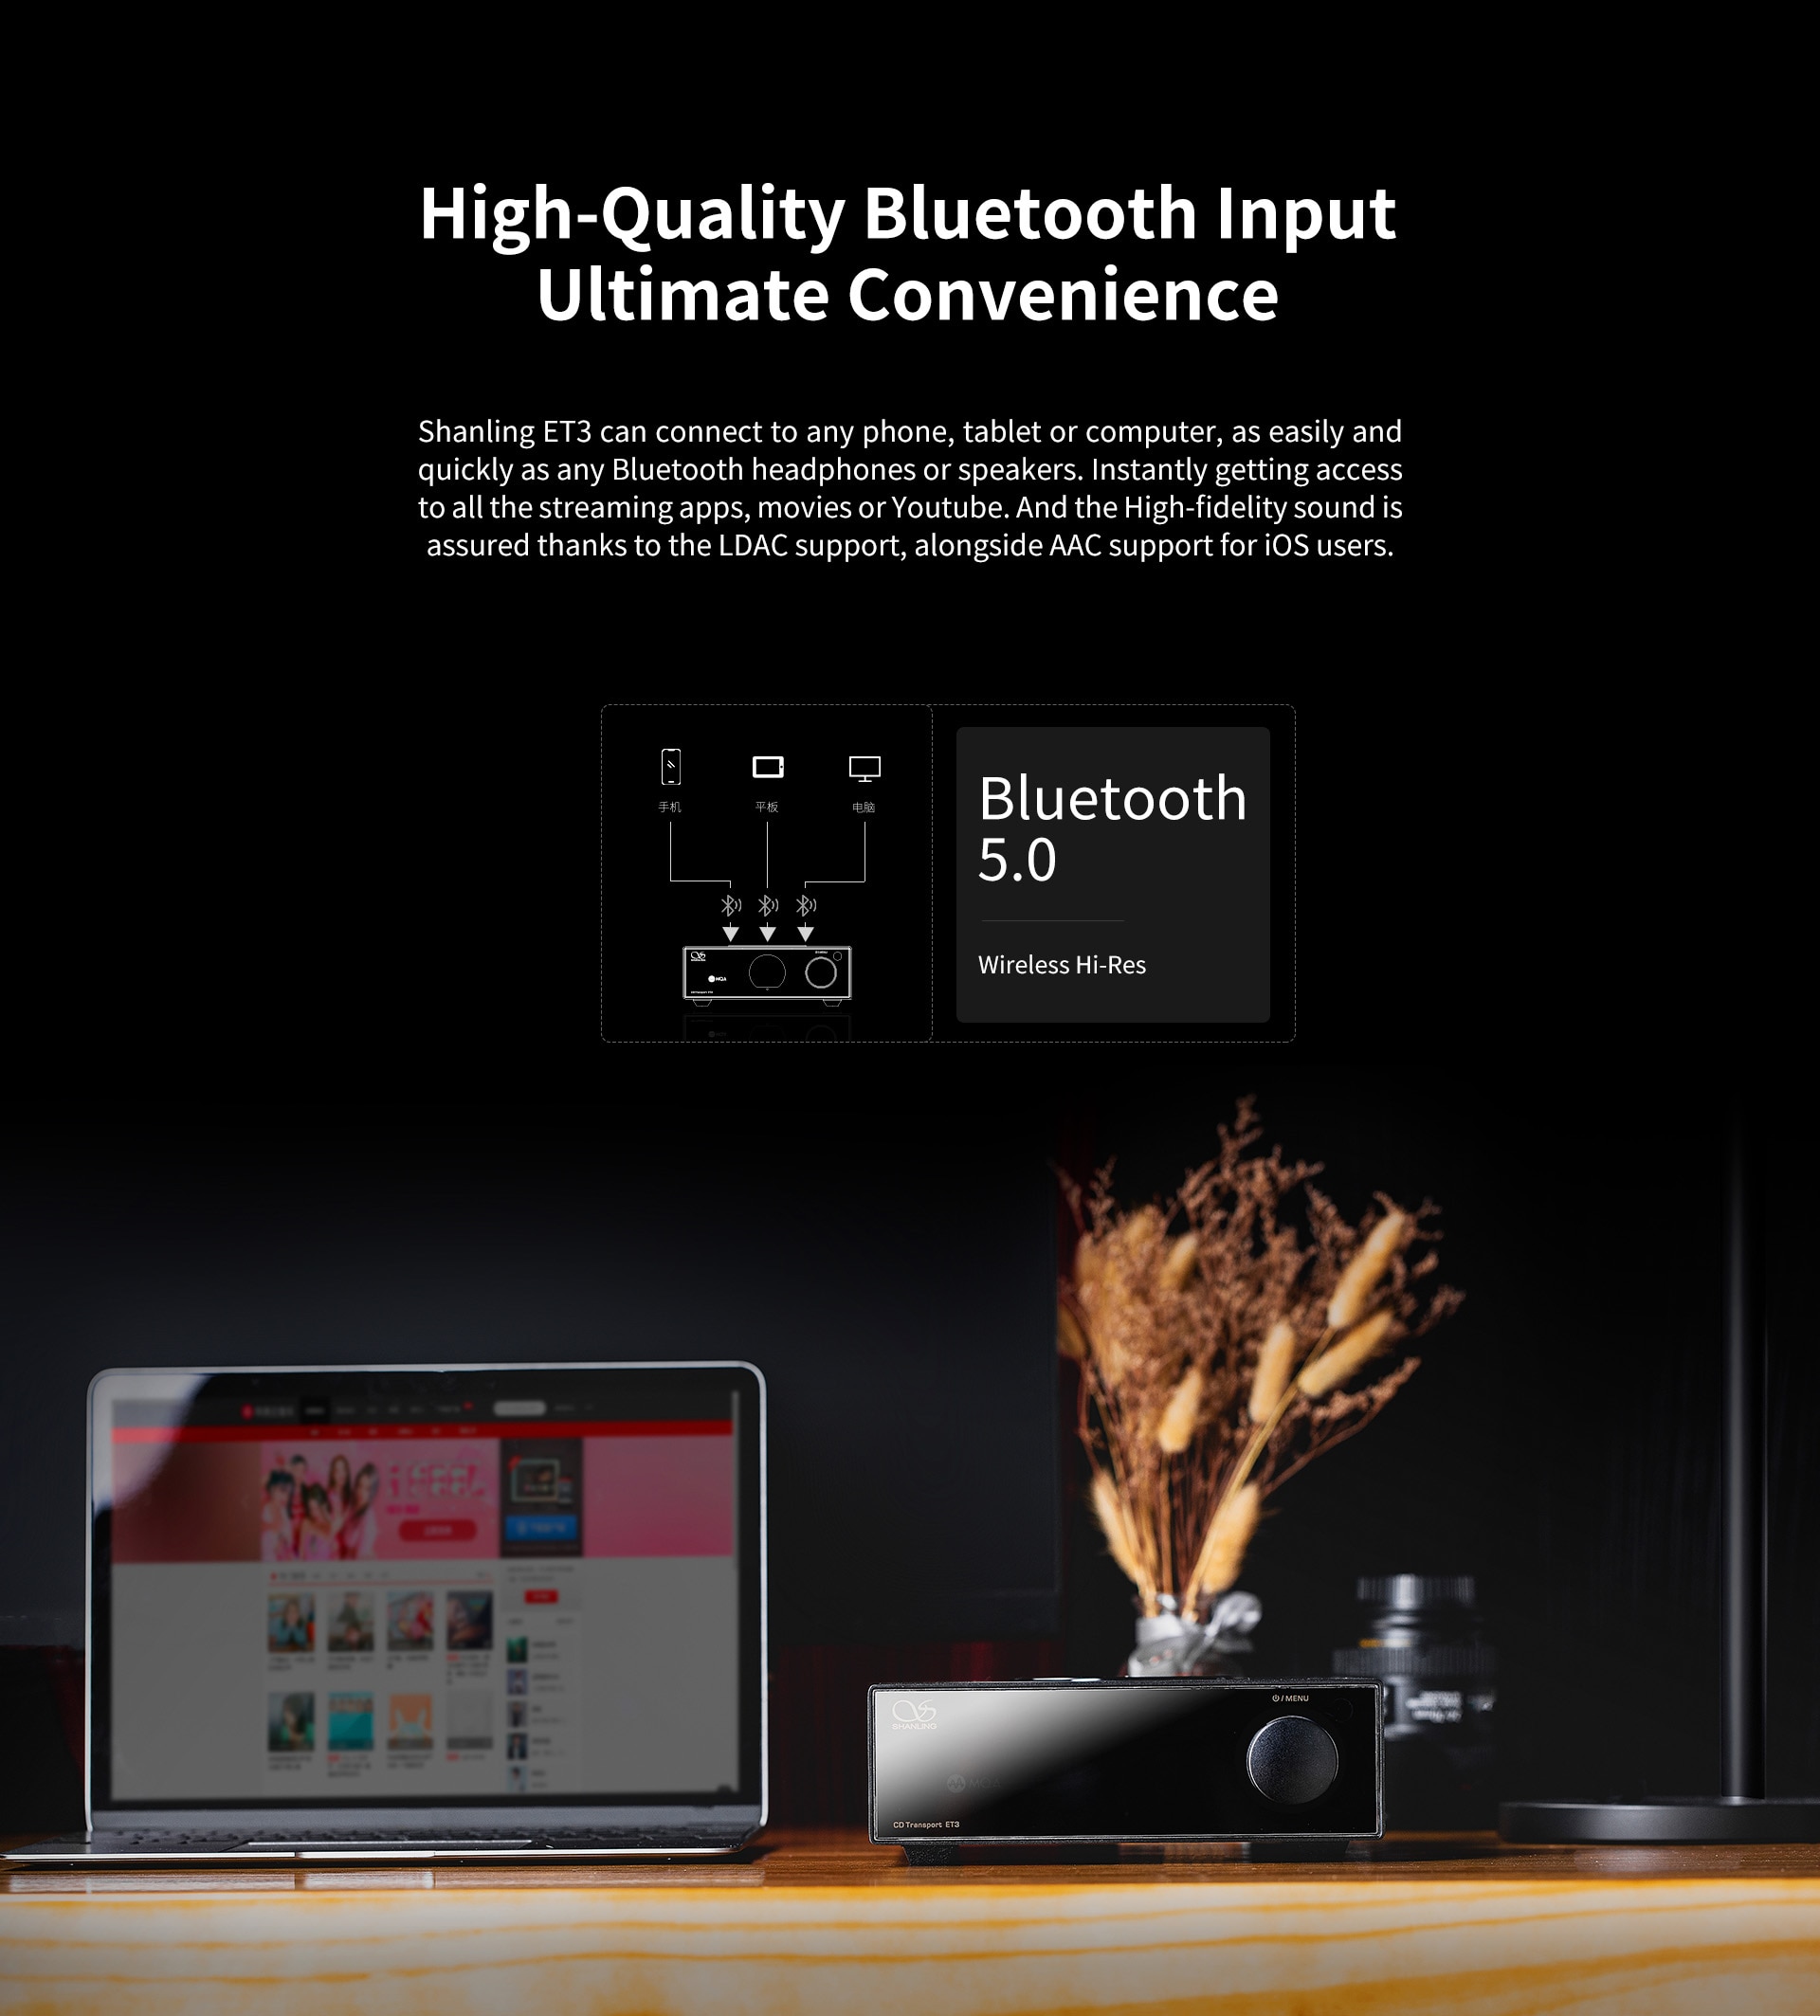 High-Quality Bluetooth Input
Ultimate Convenience
Shanling ET3 can connect to any phone, tablet or computer, as easily and
quickly as any Bluetooth headphones or speakers. Instantly getting access
to all the streaming apps, movies or Youtube. And the High-fidelity sound is
assured thanks to the LDAC support, alongside AAC support for iOS users.
手机
平板
电脑
MQA
Bluetooth
5.0
Wireless Hi-Res
SHANLING
/ MENU
MQA
CD Transport ET3